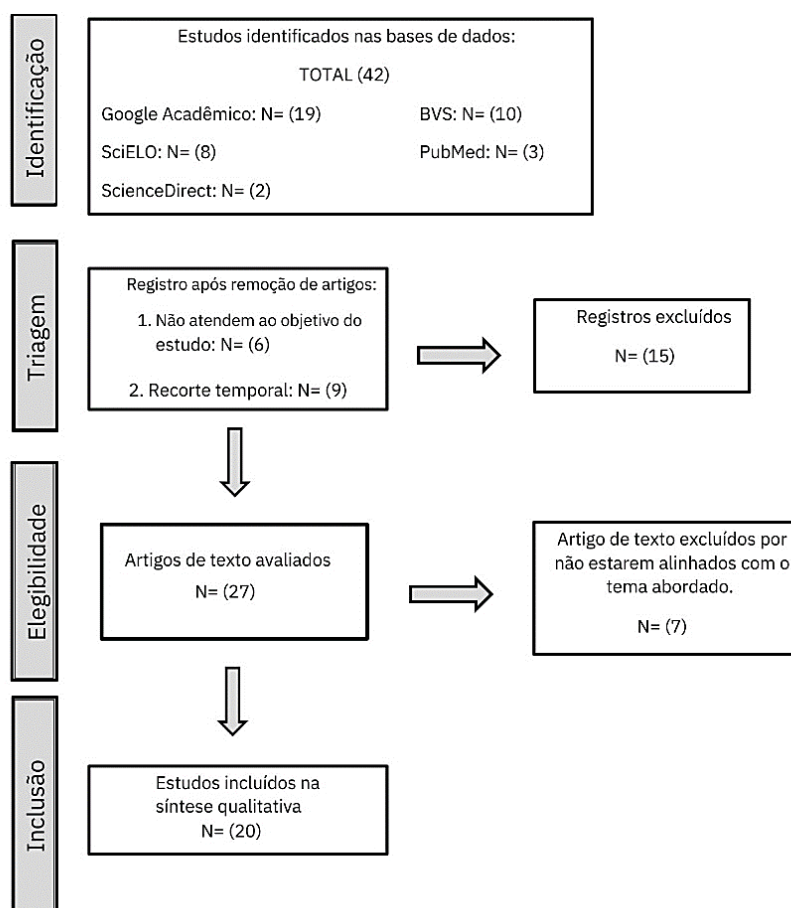 Identificação
Estudos identificados nas bases de dados:
TOTAL (42)
Google Acadêmico: N= (19)
BVS: N= (10)
SciELO: N= (8)
PubMed: N= (3)
ScienceDirect: N= (2)
Triagem
Registro após remoção de artigos:
1. Não atendem ao objetivo do
estudo: N= (6)
2. Recorte temporal: N= (9)
Registros excluídos
N= (15)
Elegibilidade
Artigos de texto avaliados
N= (27)
Artigo de texto excluídos por
não estarem alinhados com o
tema abordado.
N= (7)
Inclusão
Estudos incluídos na
síntese qualitativa
N= (20)